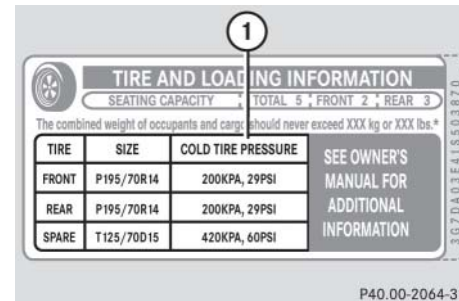 1
TIRE AND LOADING INFORMATION
SEATING CAPACITY TOTAL 5 FRONT 2 REAR 3
The combined weight of occupants and cargo should never exceed XXX kg or XXX lbs.*
TIRE SIZE COLD TIRE PRESSURE
FRONT P195/70R14 200KPA, 29PSI
REAR P195/70R14 200KPA, 29PSI
SPARE T125/70D15 420KPA, 60PSI
SEE OWNER'S
MANUAL FOR
ADDITIONAL
INFORMATION
3G7DA03E41S503870
P40.00-2064-3